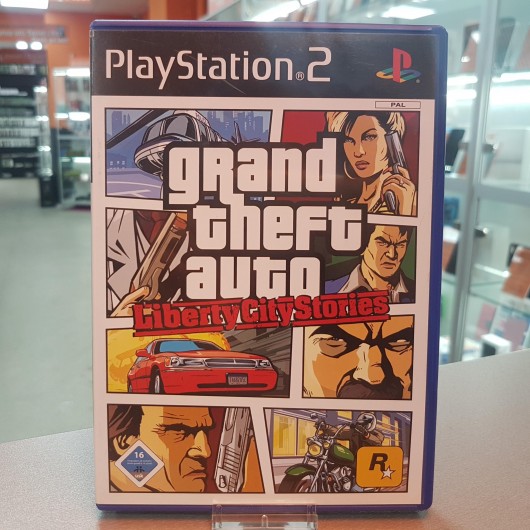 PlayStation®2
PAL
grand
theft
auto
Liberty City Stories
16
R